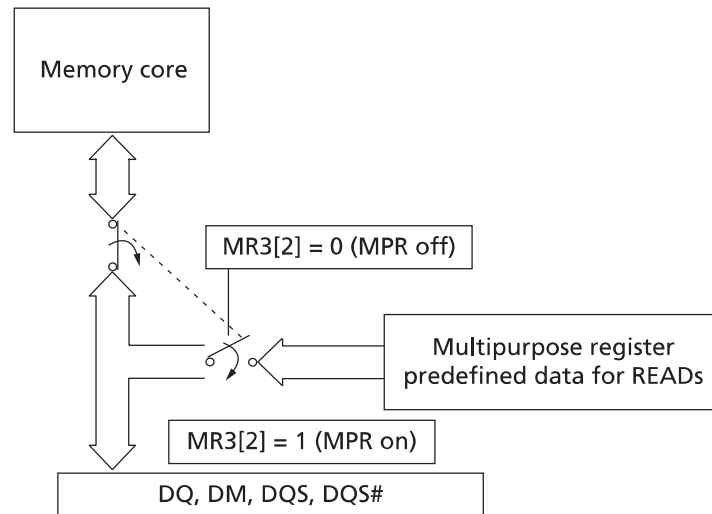 Memory core
MR3[2] = 0 (MPR off)
Multipurpose register
predefined data for READs
MR3[2] = 1 (MPR on)
DQ, DM, DQS, DQS#